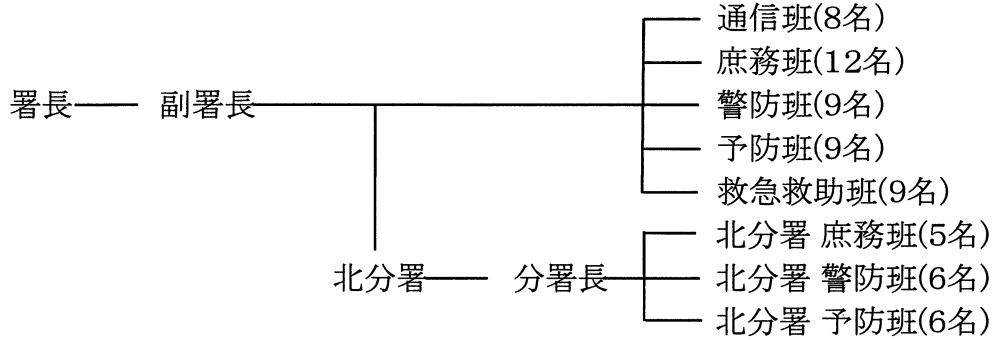 通信班(8名)
庶務班(12名)
署長 副署長 警防班(9名)
予防班(9名)
救急救助班(9名)
北分署 庶務班(5名)
北分署 分署長 北分署 警防班(6名)
北分署 予防班(6名)